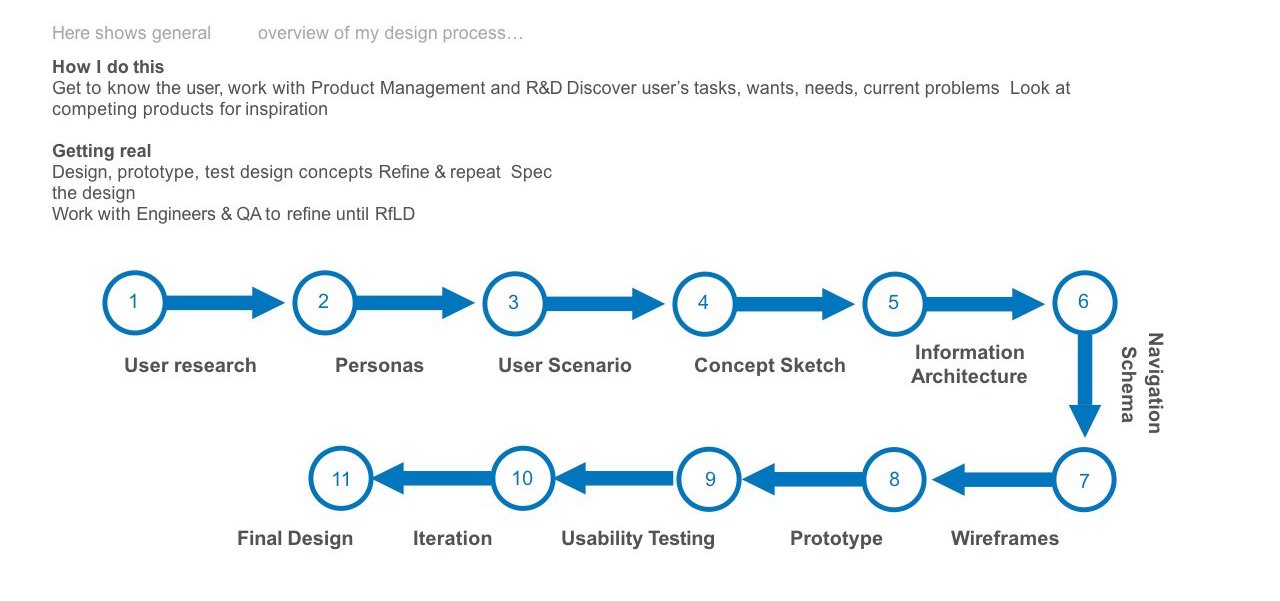 Here shows general overview of my design process…
How I do this
Get to know the user, work with Product Management and R&D Discover user’s tasks, wants, needs, current problems Look at
competing products for inspiration
Getting real
Design, prototype, test design concepts Refine & repeat Spec
the design
Work with Engineers & QA to refine until RfLD
1
2
3
4
5
6
User research
Personas
User Scenario
Concept Sketch
Information
Architecture
Navigation
Schema
11
10
9
8
7
Final Design
Iteration
Usability Testing
Prototype
Wireframes